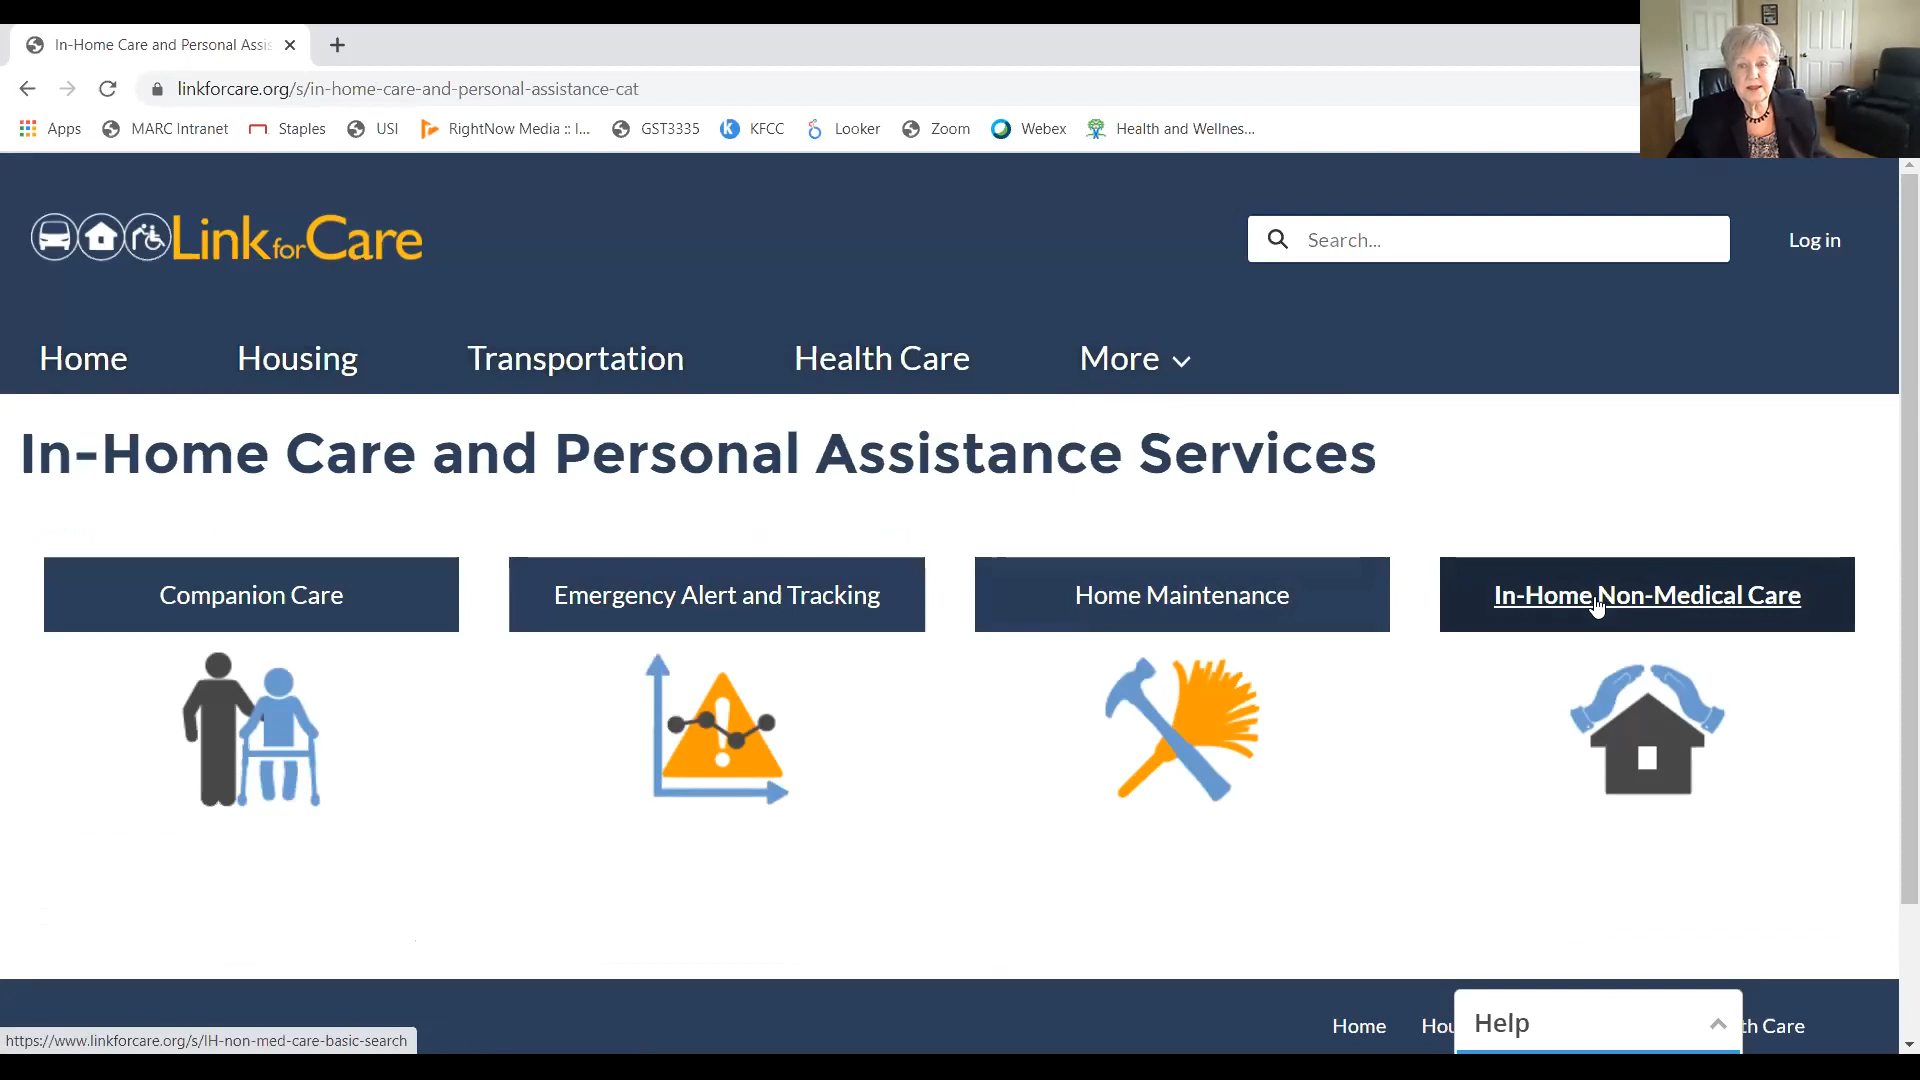 In-Home Care and Personal Assis
linkforcare.org/s/in-home-care-and-personal-assistance-cat
Apps MARC Intranet Staples USI RightNow Media :: I... GST3335 KFCC Looker Zoom Webex Health and Wellnes...
LinkforCare
Search...
Log in
Home Housing Transportation Health Care More
In-Home Care and Personal Assistance Services
Companion Care
Emergency Alert and Tracking
Home Maintenance
In-Home Non-Medical Care
Home Hou th Care
Help
https://www.linkforcare.org/s/IH-non-med-care-basic-search